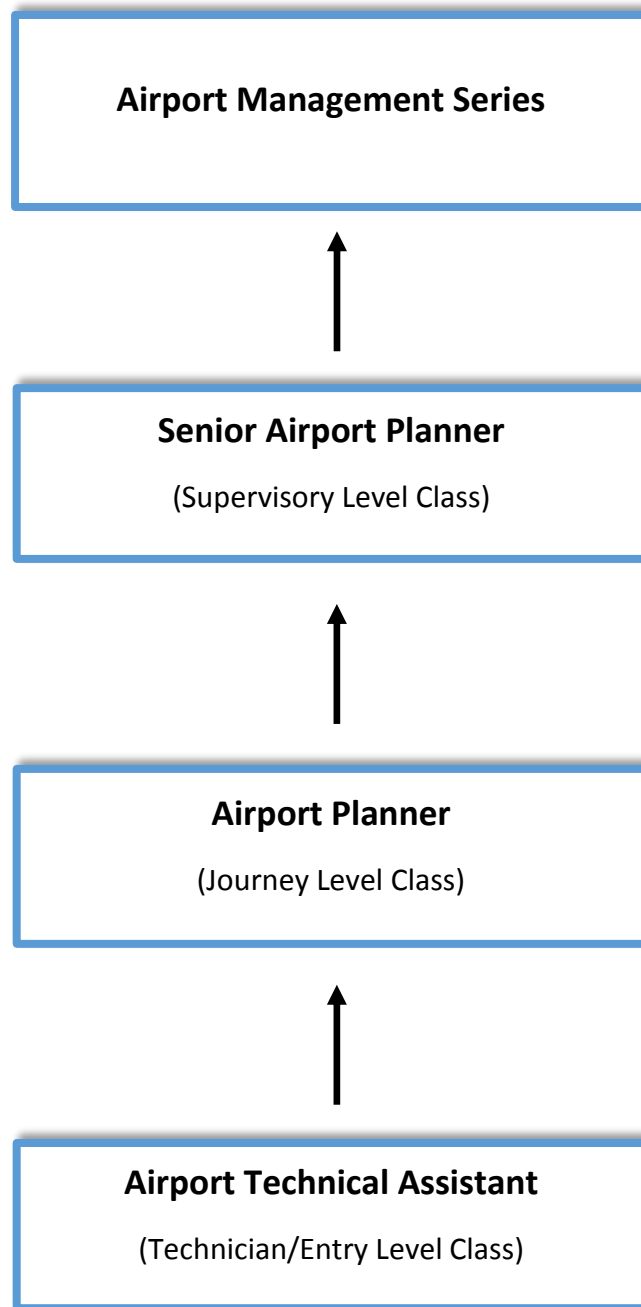 Airport Management Series
Senior Airport Planner
(Supervisory Level Class)
Airport Planner
(Journey Level Class)
Airport Technical Assistant
(Technician/Entry Level Class)